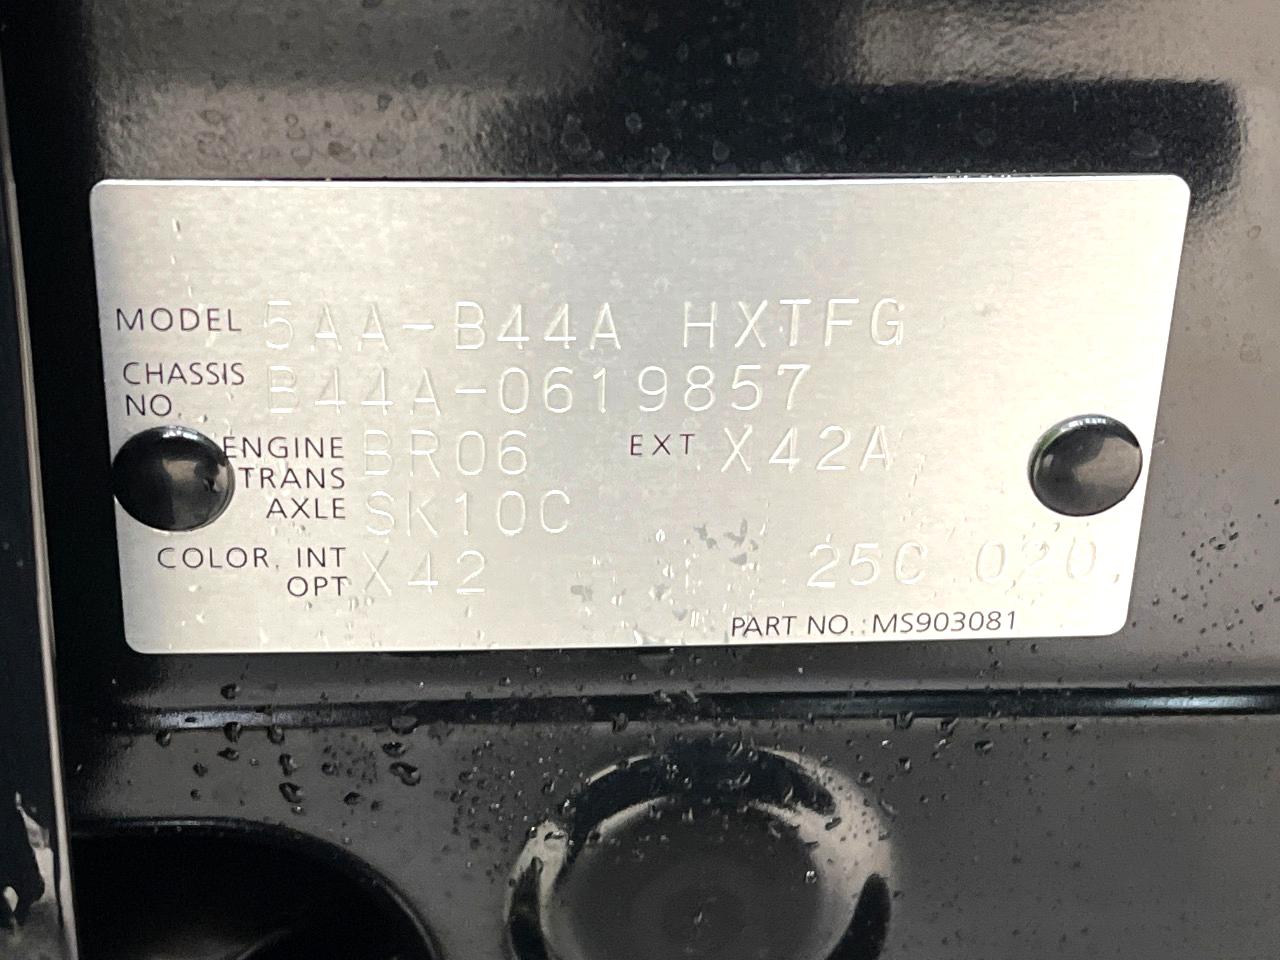 MODEL 5AA-B44A HXTFG
CHASSIS NO. B44A-0619857
ENGINE BR06 EXT X42A
TRANS
AXLE SK10C
COLOR, INT X42 25C 020
OPT
PART NO.: MS903081